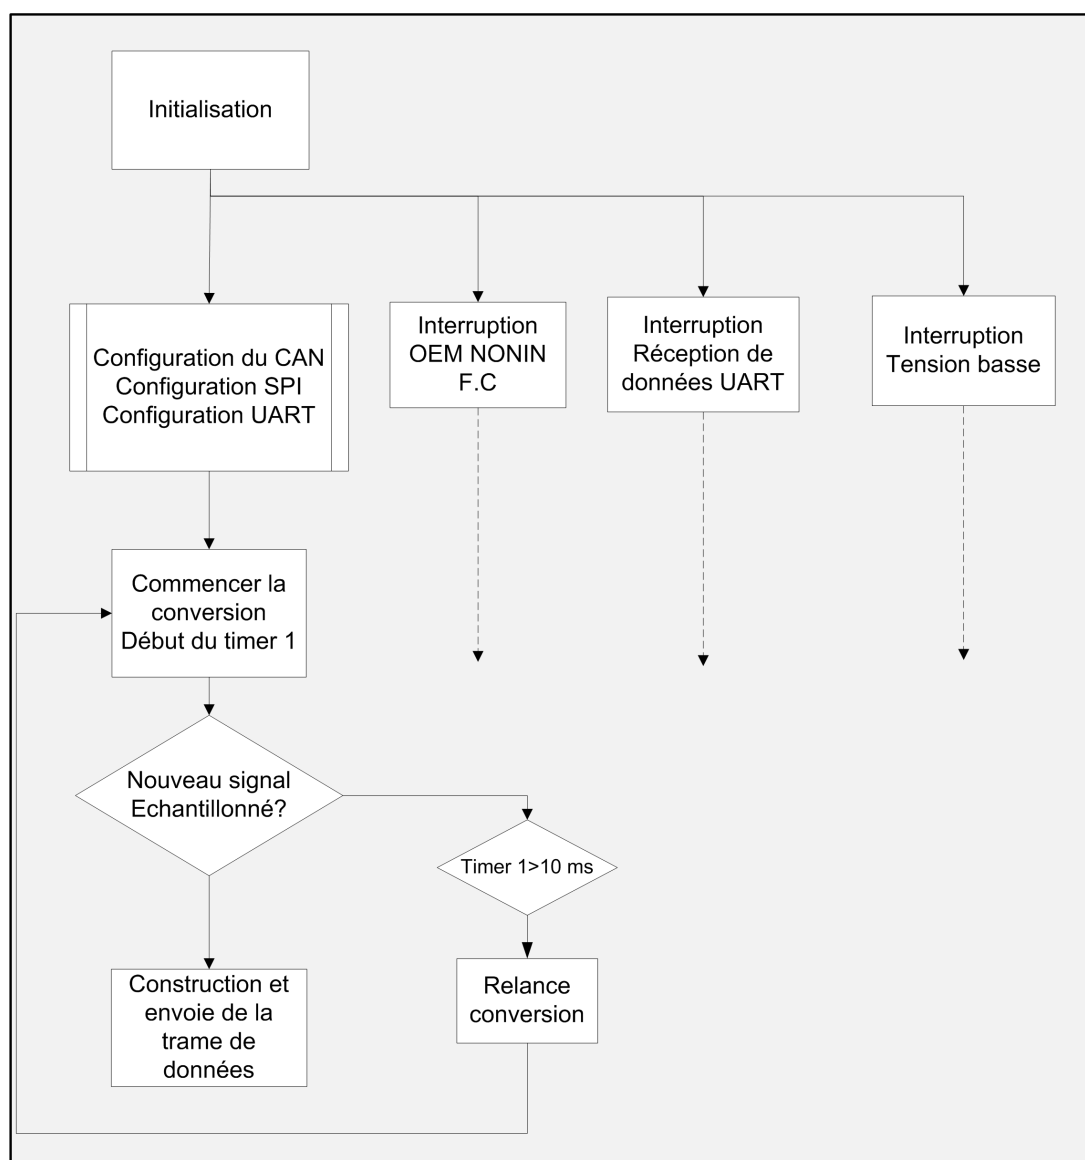 Initialisation
Configuration du CAN
Configuration SPI
Configuration UART
Interruption
OEM NONIN
F.C
Interruption
Réception de
données UART
Interruption
Tension basse
Commencer la
conversion
Début du timer 1
Nouveau signal
Echantillonné?
Timer 1>10 ms
Construction et
envoie de la
trame de
données
Relance
conversion